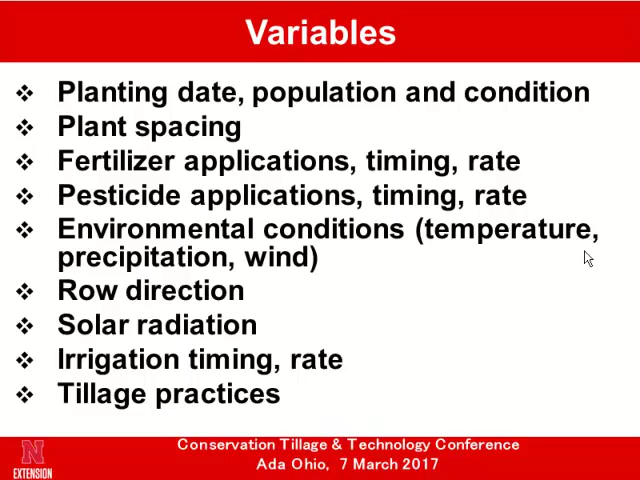 Variables
Planting date, population and condition
Plant spacing
Fertilizer applications, timing, rate
Pesticide applications, timing, rate
Environmental conditions (temperature,
precipitation, wind)
Row direction
Solar radiation
Irrigation timing, rate
Tillage practices
Conservation Tillage & Technology Conference
Ada Ohio, 7 March 2017
N
EXTENSION